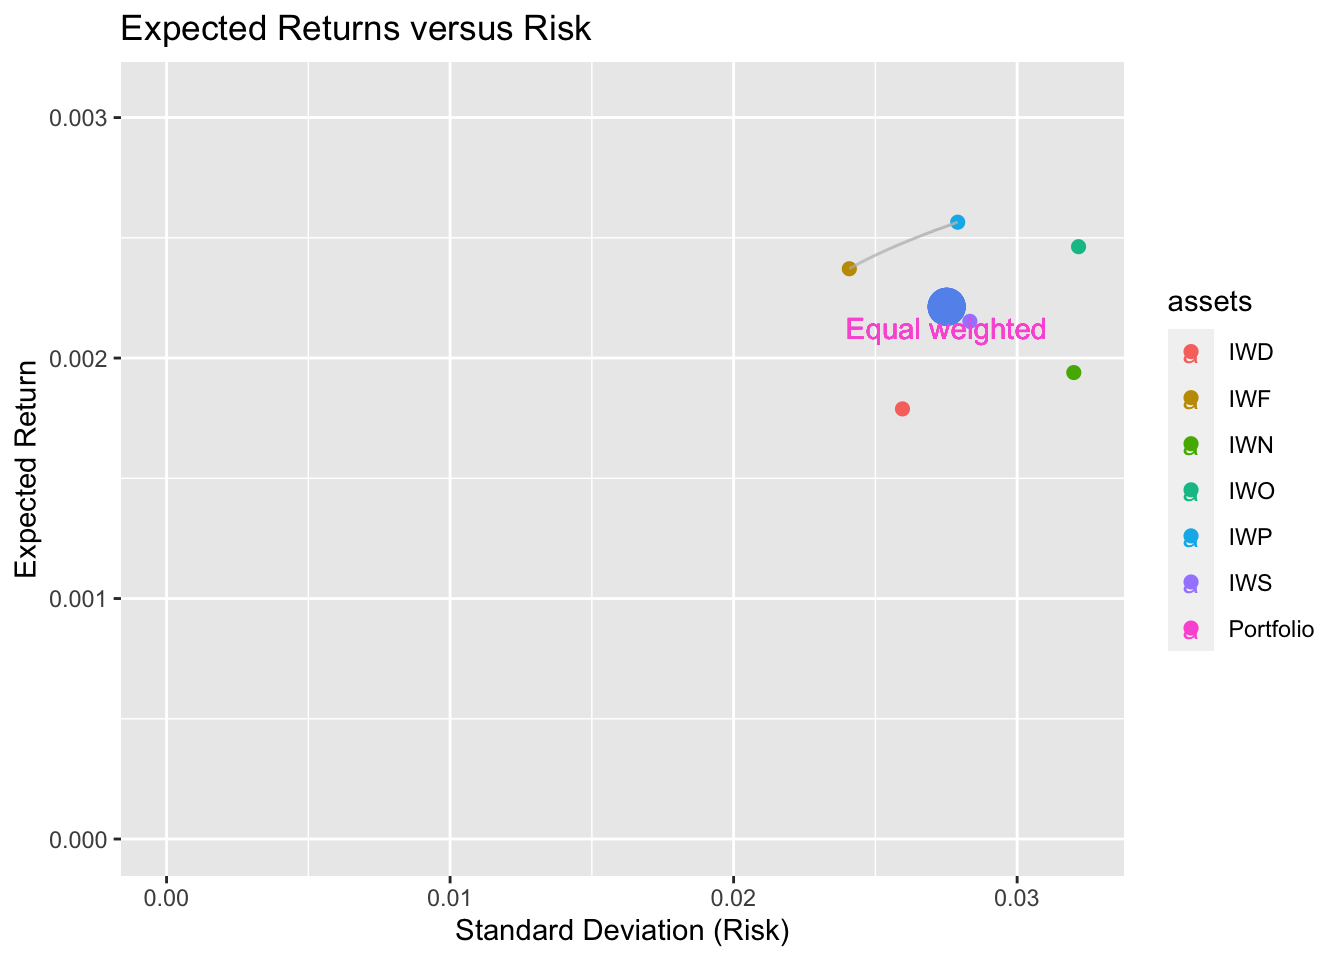 Expected Returns versus Risk
0.003
0.002
0.001
0.000
Expected Return
Equal weighted
0.00
0.01
0.02
0.03
Standard Deviation (Risk)
assets
a IWD
a IWF
a IWN
a IWO
a IWP
a IWS
a Portfolio